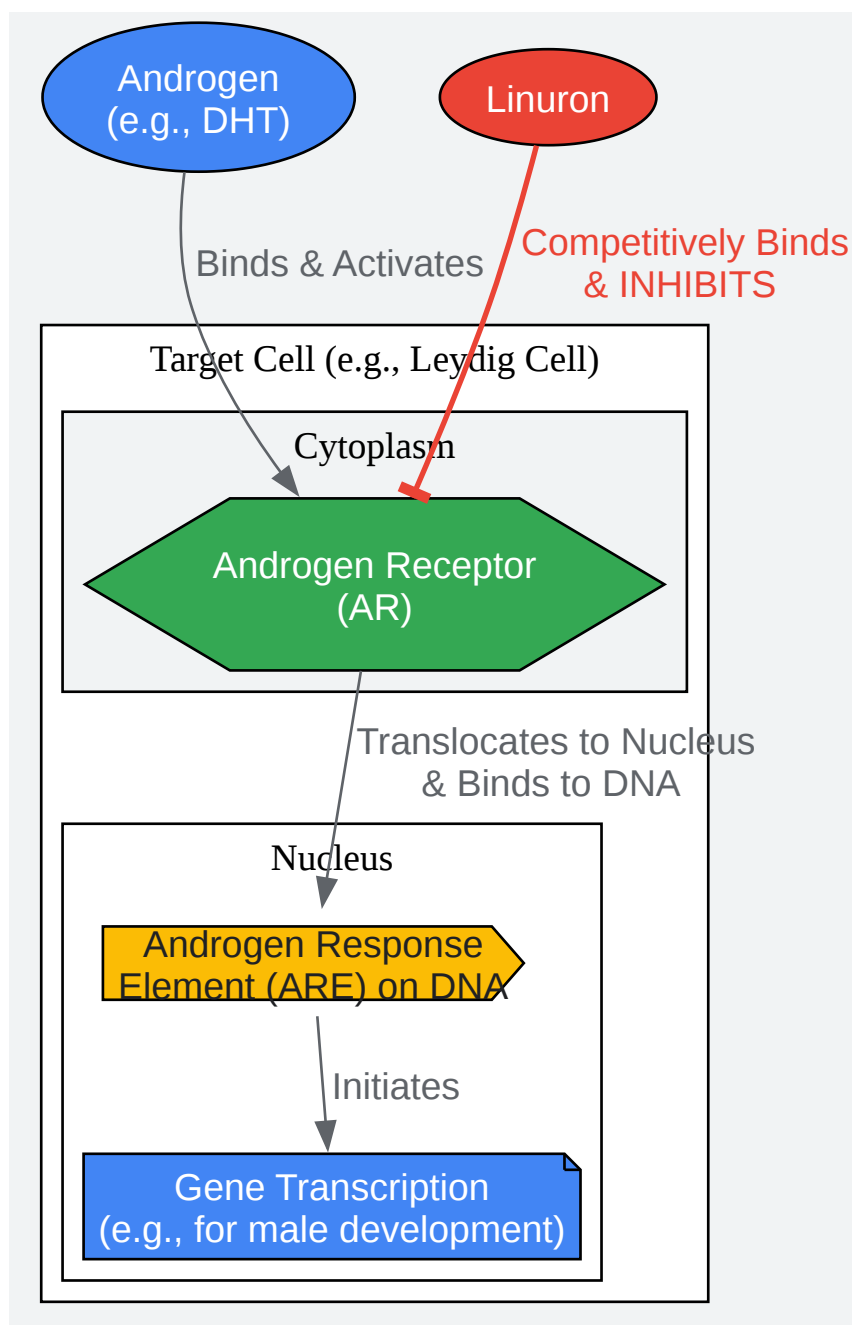 Androgen
(e.g., DHT)
Linuron
Binds & Activates
Competitively Binds
& INHIBITS
Target Cell (e.g., Leydig Cell)
Cytoplasm
Androgen Receptor
(AR)
Translocates to Nucleus
& Binds to DNA
Nucleus
Androgen Response
Element (ARE) on DNA
Initiates
Gene Transcription
(e.g., for male development)